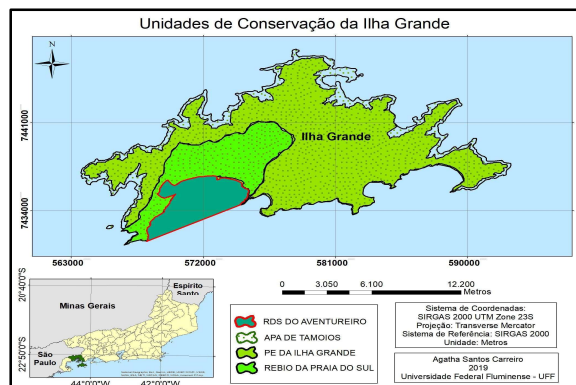 Unidades de Conservação da Ilha Grande
N
7441000
7434000
Ilha Grande
563000 572000 581000 590000
0 3.050 6.100 12.200
Metros
20°40'0"S
22°50'0"S
Espírito
Santo
Minas Gerais
São
Paulo
44°0'0"W 42°0'0"W
RDS DO AVENTUREIRO
APA DE TAMOIOS
PE DA ILHA GRANDE
REBIO DA PRAIA DO SUL
Sistema de Coordenadas:
SIRGAS 2000 UTM Zone 23S
Projeção: Transverse Mercator
Sistema de Referência: SIRGAS 2000
Unidade: Metros
Agatha Santos Carreiro
2019
Universidade Federal Fluminense - UFF